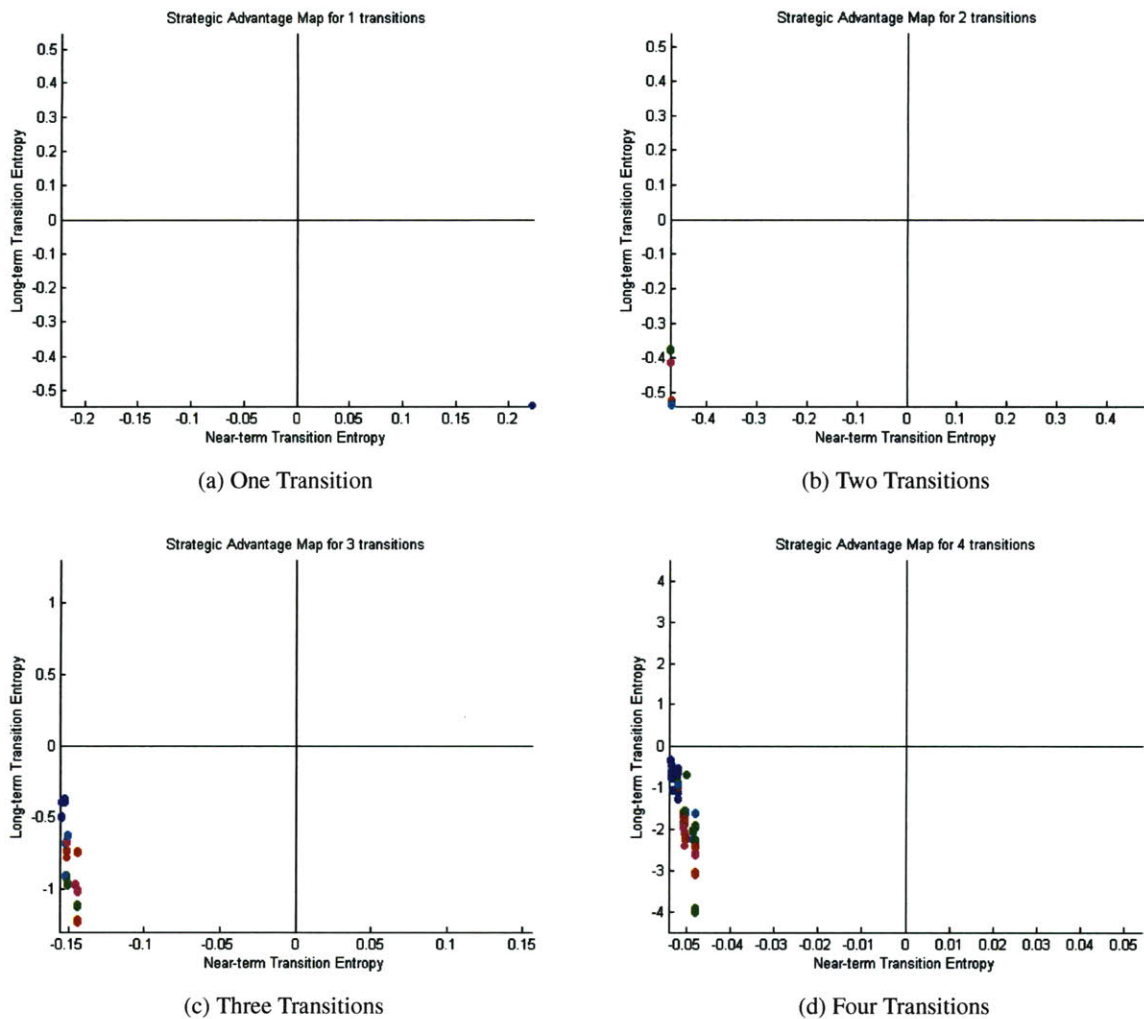 Strategic Advantage Map for 1 transitions
0.5
0.4
0.3
0.2
0.1
0
-0.1
-0.2
-0.3
-0.4
-0.5
Long-term Transition Entropy
-0.2 -0.15 -0.1 -0.05 0 0.05 0.1 0.15 0.2
Near-term Transition Entropy
(a) One Transition
Strategic Advantage Map for 2 transitions
0.5
0.4
0.3
0.2
0.1
0
-0.1
-0.2
-0.3
-0.4
-0.5
Long-term Transition Entropy
-0.4 -0.3 -0.2 -0.1 0 0.1 0.2 0.3 0.4
Near-term Transition Entropy
(b) Two Transitions
Strategic Advantage Map for 3 transitions
1
0.5
0
-0.5
-1
Long-term Transition Entropy
-0.15 -0.1 -0.05 0 0.05 0.1 0.15
Near-term Transition Entropy
(c) Three Transitions
Strategic Advantage Map for 4 transitions
4
3
2
1
0
-1
-2
-3
-4
Long-term Transition Entropy
-0.05 -0.04 -0.03 -0.02 -0.01 0 0.01 0.02 0.03 0.04 0.05
Near-term Transition Entropy
(d) Four Transitions